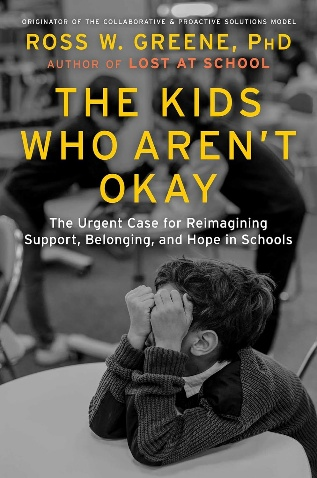 ORIGINATOR OF THE COLLABORATIVE & PROACTIVE SOLUTIONS MODEL
ROSS W. GREENE, PHD
AUTHOR OF LOST AT SCHOOL
THE KIDS
WHO AREN'T
OKAY
The Urgent Case for Reimagining
Support, Belonging, and Hope in Schools